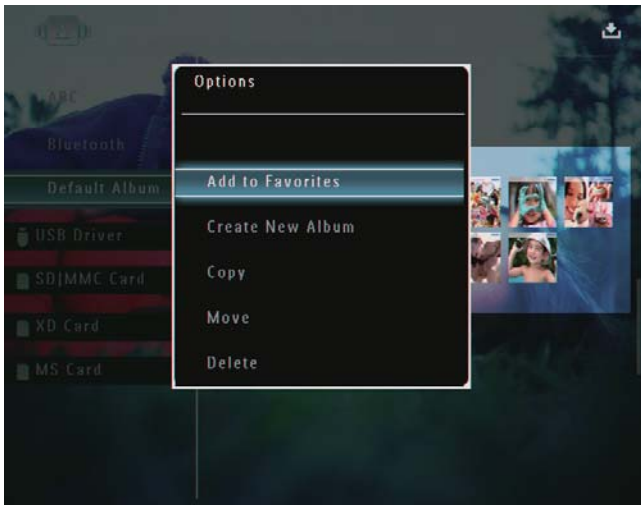 ABC
Bluetooth
Default Album
USB Driver
SD|MMC Card
XD Card
MS Card
Options
Add to Favorites
Create New Album
Copy
Move
Delete